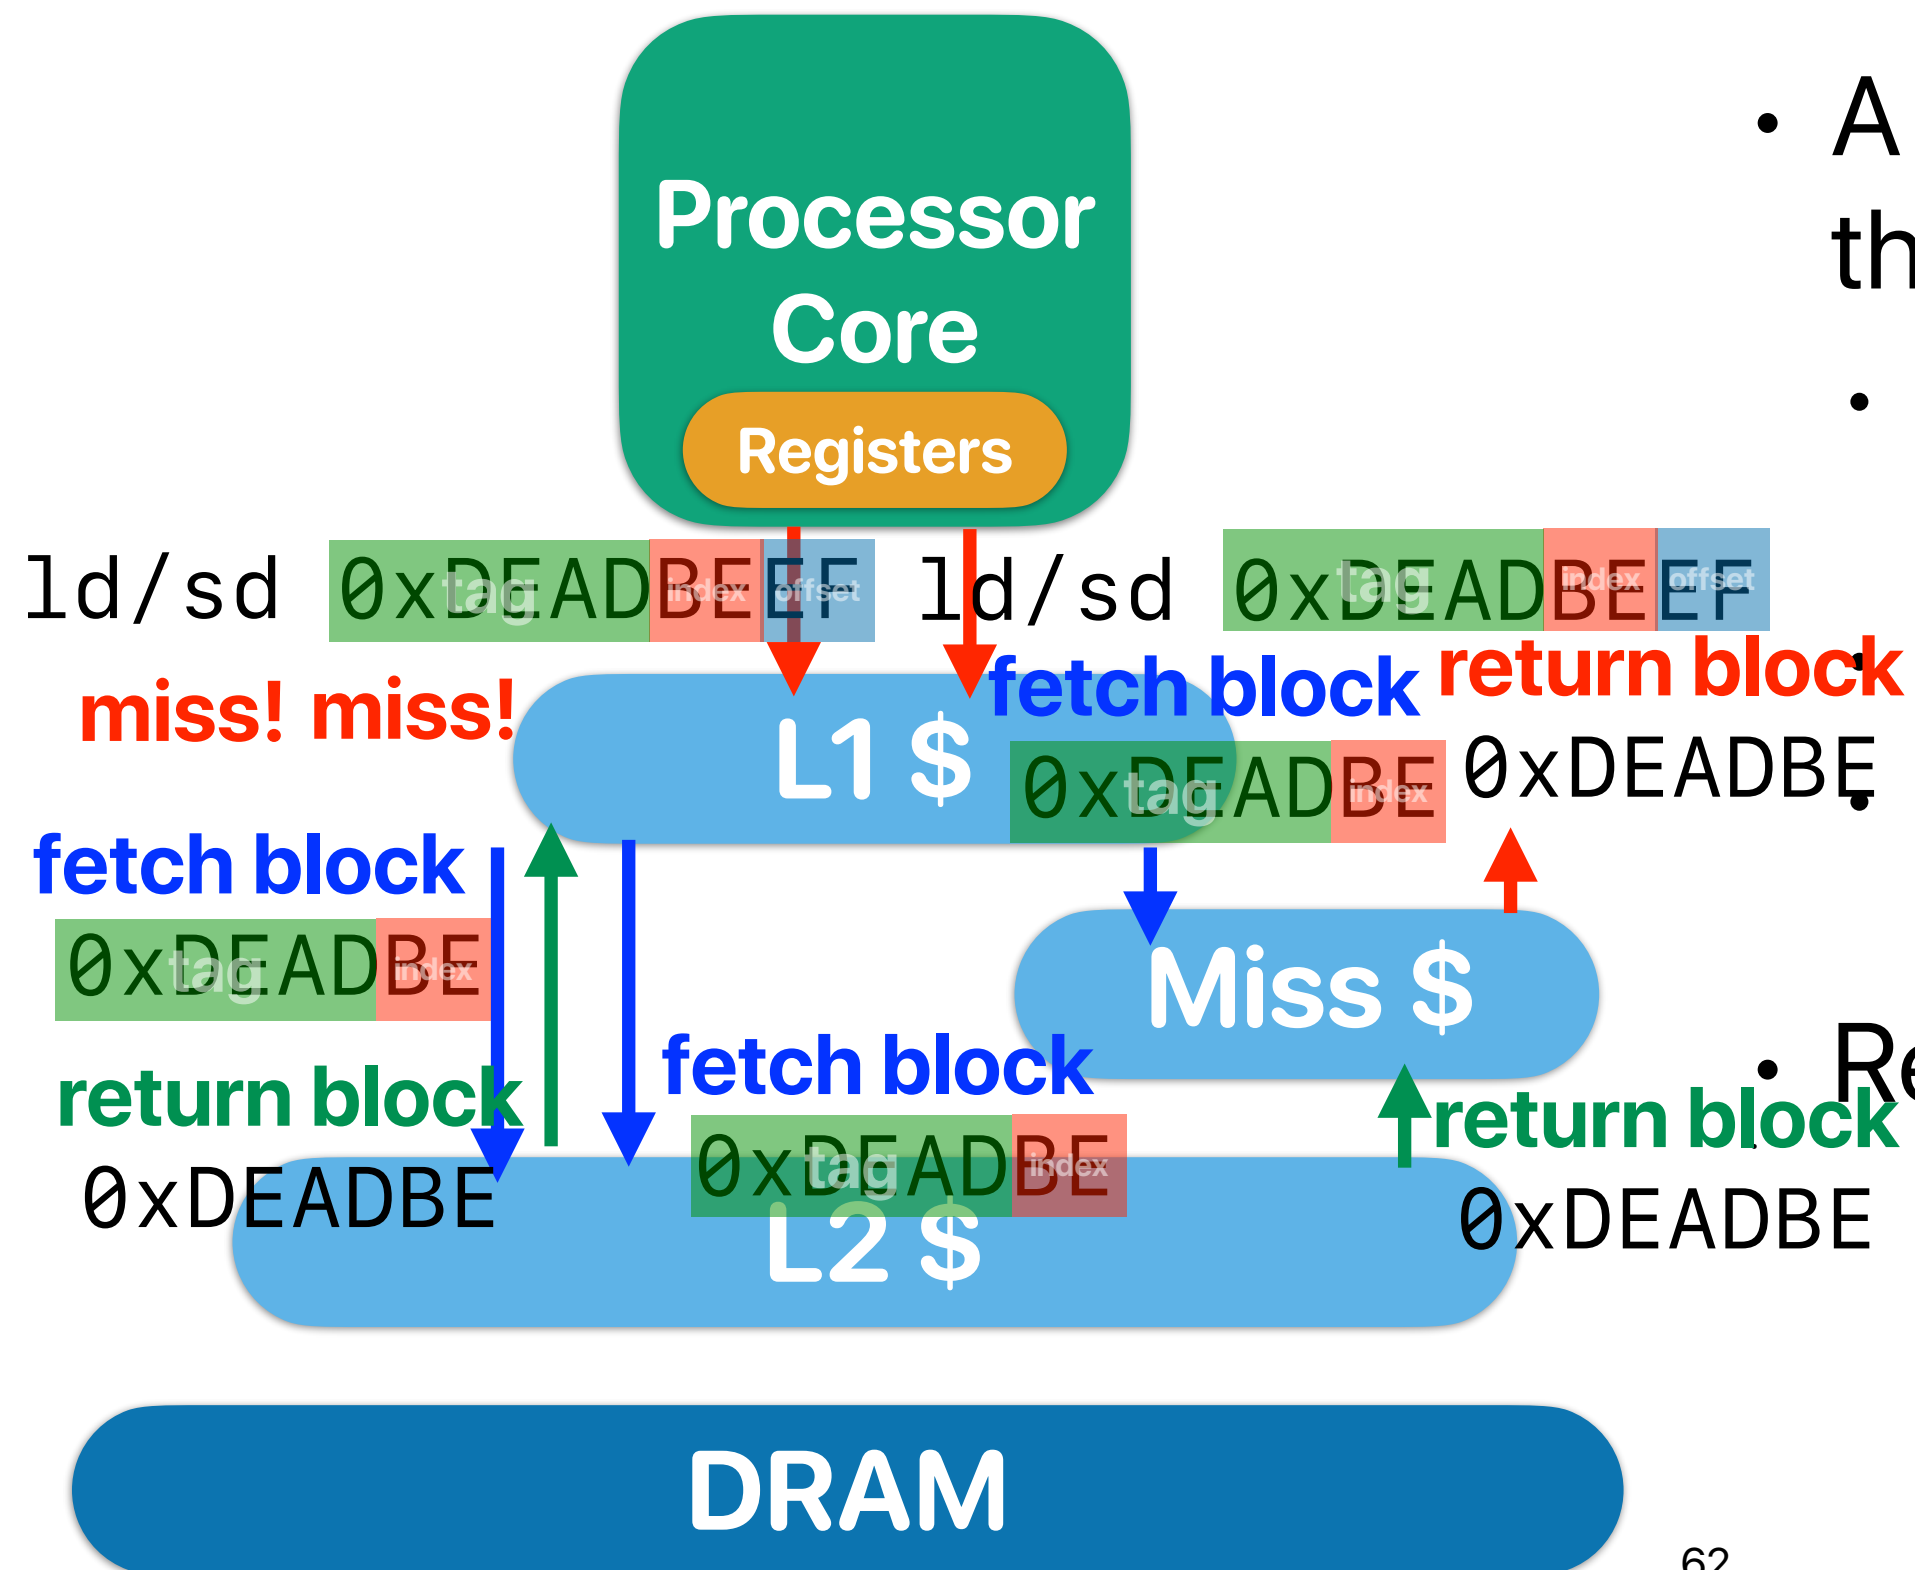 • A
th
•
Processor
Core
Registers
ld/sd 0xDEADBEEF
tag index offset
ld/sd 0xDEADBEEF
tag index offset
miss! miss!
L1 $
fetch block
0xDEADBE
tag index
return block
0xDEADBE
•
•
fetch block
0xDEADBE
tag index
Miss $
return block
0xDEADBE
fetch block
0xDEADBE
tag index
L2 $
• Re
return block
0xDEADBE
DRAM
62